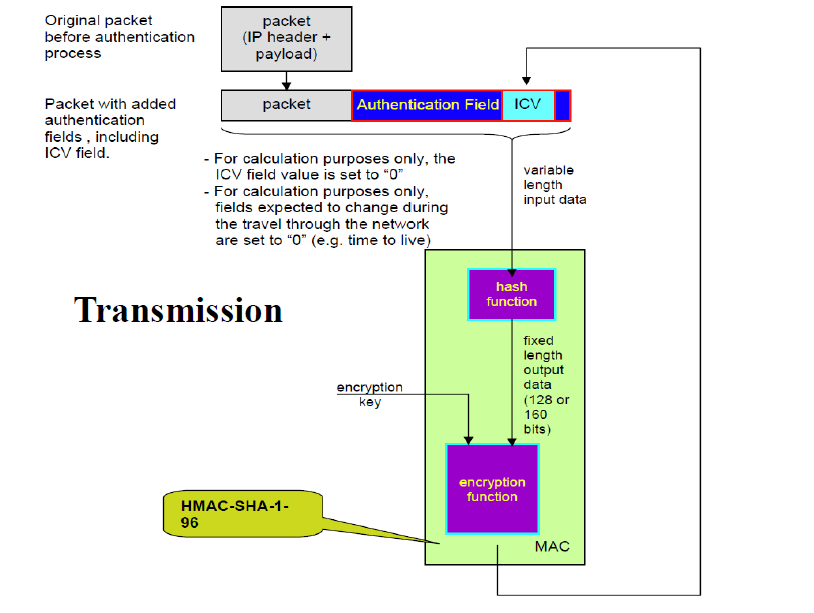 Original packet
before authentication
process
packet
(IP header +
payload)
Packet with added
authentication
fields , including
ICV field.
packet
Authentication Field
ICV
- For calculation purposes only, the
ICV field value is set to “0”
- For calculation purposes only,
fields expected to change during
the travel through the network
are set to “0” (e.g. time to live)
variable
length
input data
Transmission
hash
function
fixed
length
output
data
(128 or
160
bits)
encryption
key
encryption
function
HMAC-SHA-1-
96
MAC